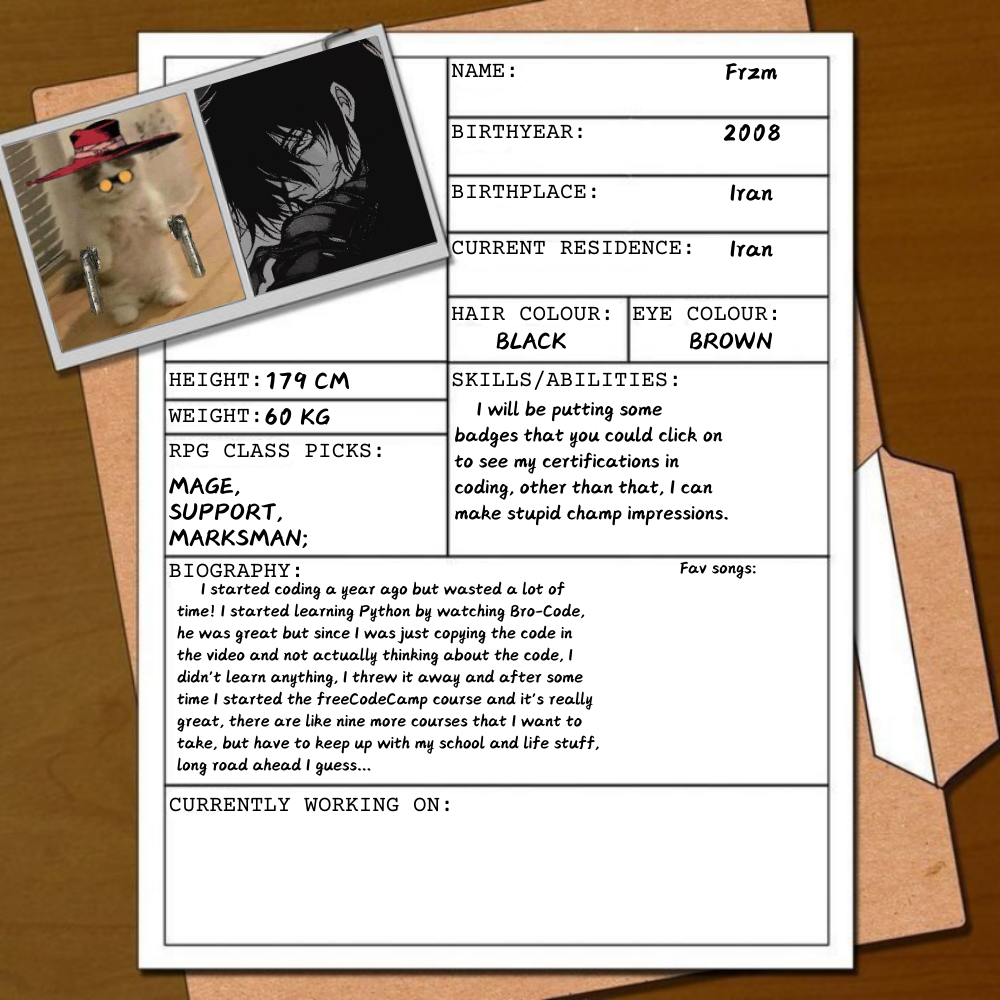 NAME: Frzm
BIRTHYEAR: 2008
BIRTHPLACE: Iran
CURRENT RESIDENCE: Iran
HAIR COLOUR: EYE COLOUR:
BLACK BROWN
HEIGHT: 179 CM
WEIGHT: 60 KG
RPG CLASS PICKS:
MAGE,
SUPPORT,
MARKSMAN;
SKILLS/ABILITIES:
I will be putting some
badges that you could click on
to see my certifications in
coding, other than that, I can
make stupid champ impressions.
BIOGRAPHY:
I started coding a year ago but wasted a lot of
time! I started learning Python by watching Bro-Code,
he was great but since I was just copying the code in
the video and not actually thinking about the code, I
didn't learn anything, I threw it away and after some
time I started the freeCodeCamp course and it's really
great, there are like nine more courses that I want to
take, but have to keep up with my school and life stuff,
long road ahead I guess...
Fav songs:
CURRENTLY WORKING ON: